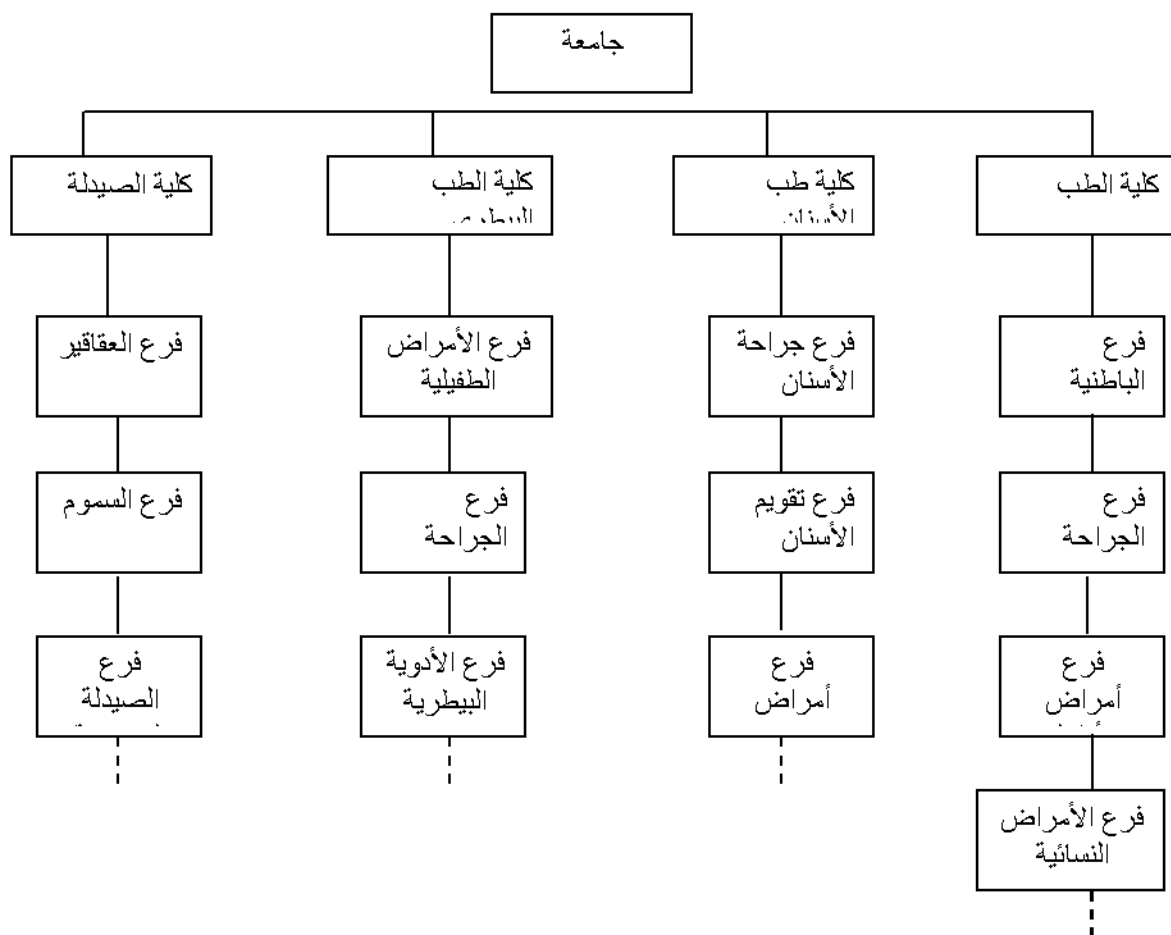 جامعة
كلية الطب
كلية طب
الأسنان
كلية الطب
البيطري
كلية الصيدلة
فرع
الباطنية
فرع جراحة
الأسنان
فرع الأمراض
الطفيلية
فرع العقاقير
فرع
الجراحة
فرع تقويم
الأسنان
فرع
الجراحة
فرع السموم
فرع
أمراض
فرع
أمراض
فرع الأدوية
البيطرية
فرع
الصيدلة
فرع الأمراض
النسائية